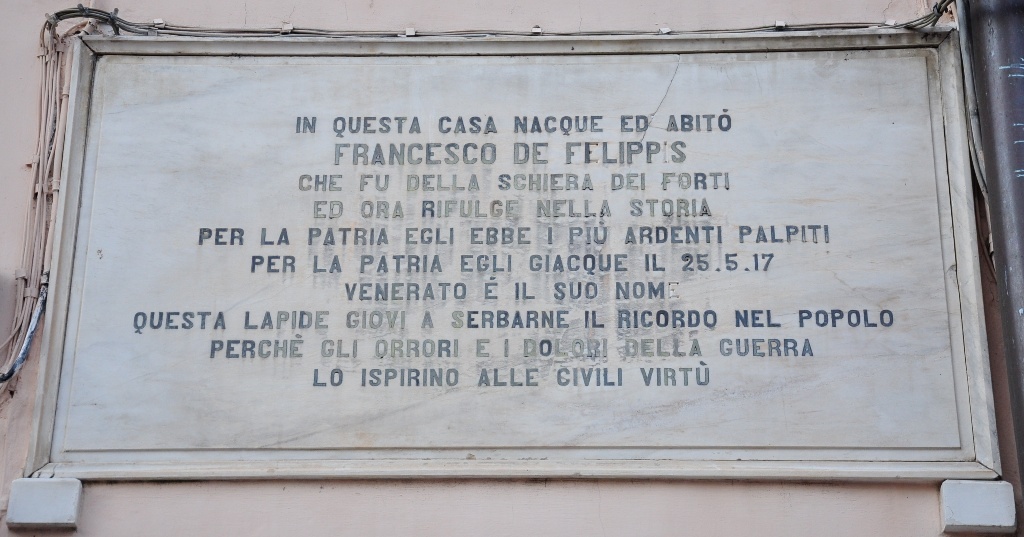 IN QUESTA CASA NACQUE ED ABITÓ
FRANCESCO DE FELIPPIS
CHE FU DELLA SCHIERA DEI FORTI
ED ORA RIFULGE NELLA STORIA
PER LA PATRIA EGLI EBBE I PIÙ ARDENTI PALPITI
PER LA PATRIA EGLI GIACQUE IL 25.5.17
VENERATO É IL SUO NOME
QUESTA LAPIDE GIOVI A SERBARNE IL RICORDO NEL POPOLO
PERCHÈ GLI ORRORI E I DOLORI DELLA GUERRA
LO ISPIRINO ALLE CIVILI VIRTÙ